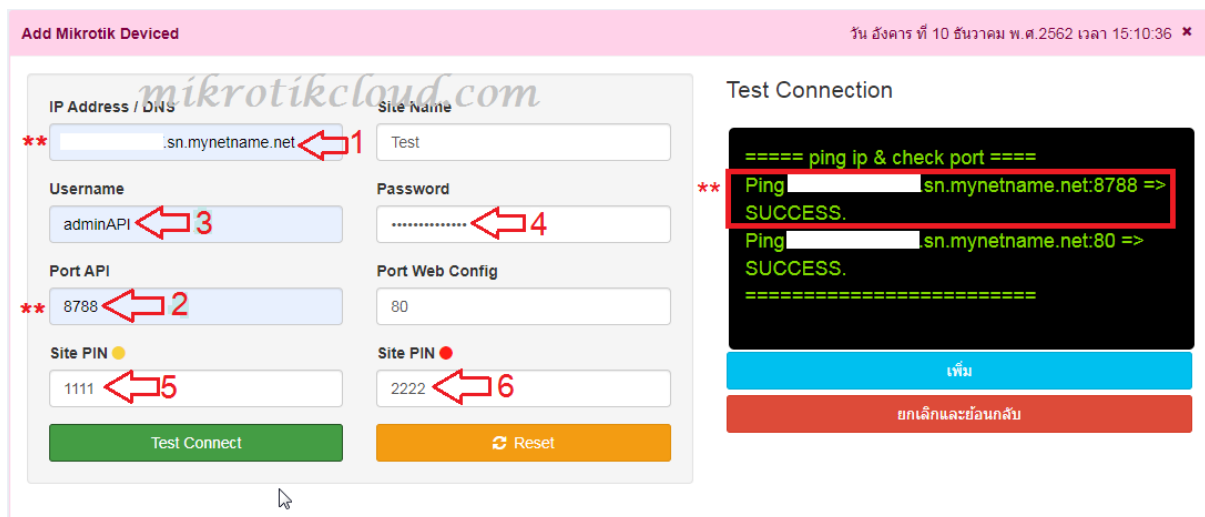 Add Mikrotik Deviced
วัน อังคาร ที่ 10 ธันวาคม พ.ศ.2562 เวลา 15:10:36 ×
mikrotikcloud.com
IP Address / DNS
Site Name
** .sn.mynetname.net 1
Test
Username
Password
adminAPI 3
•••••••••••••• 4
Port API
Port Web Config
** 8788 2
80
Site PIN
Site PIN
1111 5
2222 6
Test Connect
Reset
Test Connection
===== ping ip & check port ====
** Ping .sn.mynetname.net:8788 =>
SUCCESS.
Ping .sn.mynetname.net:80 =>
SUCCESS.
=========================
เพิ่ม
ยกเลิกและย้อนกลับ